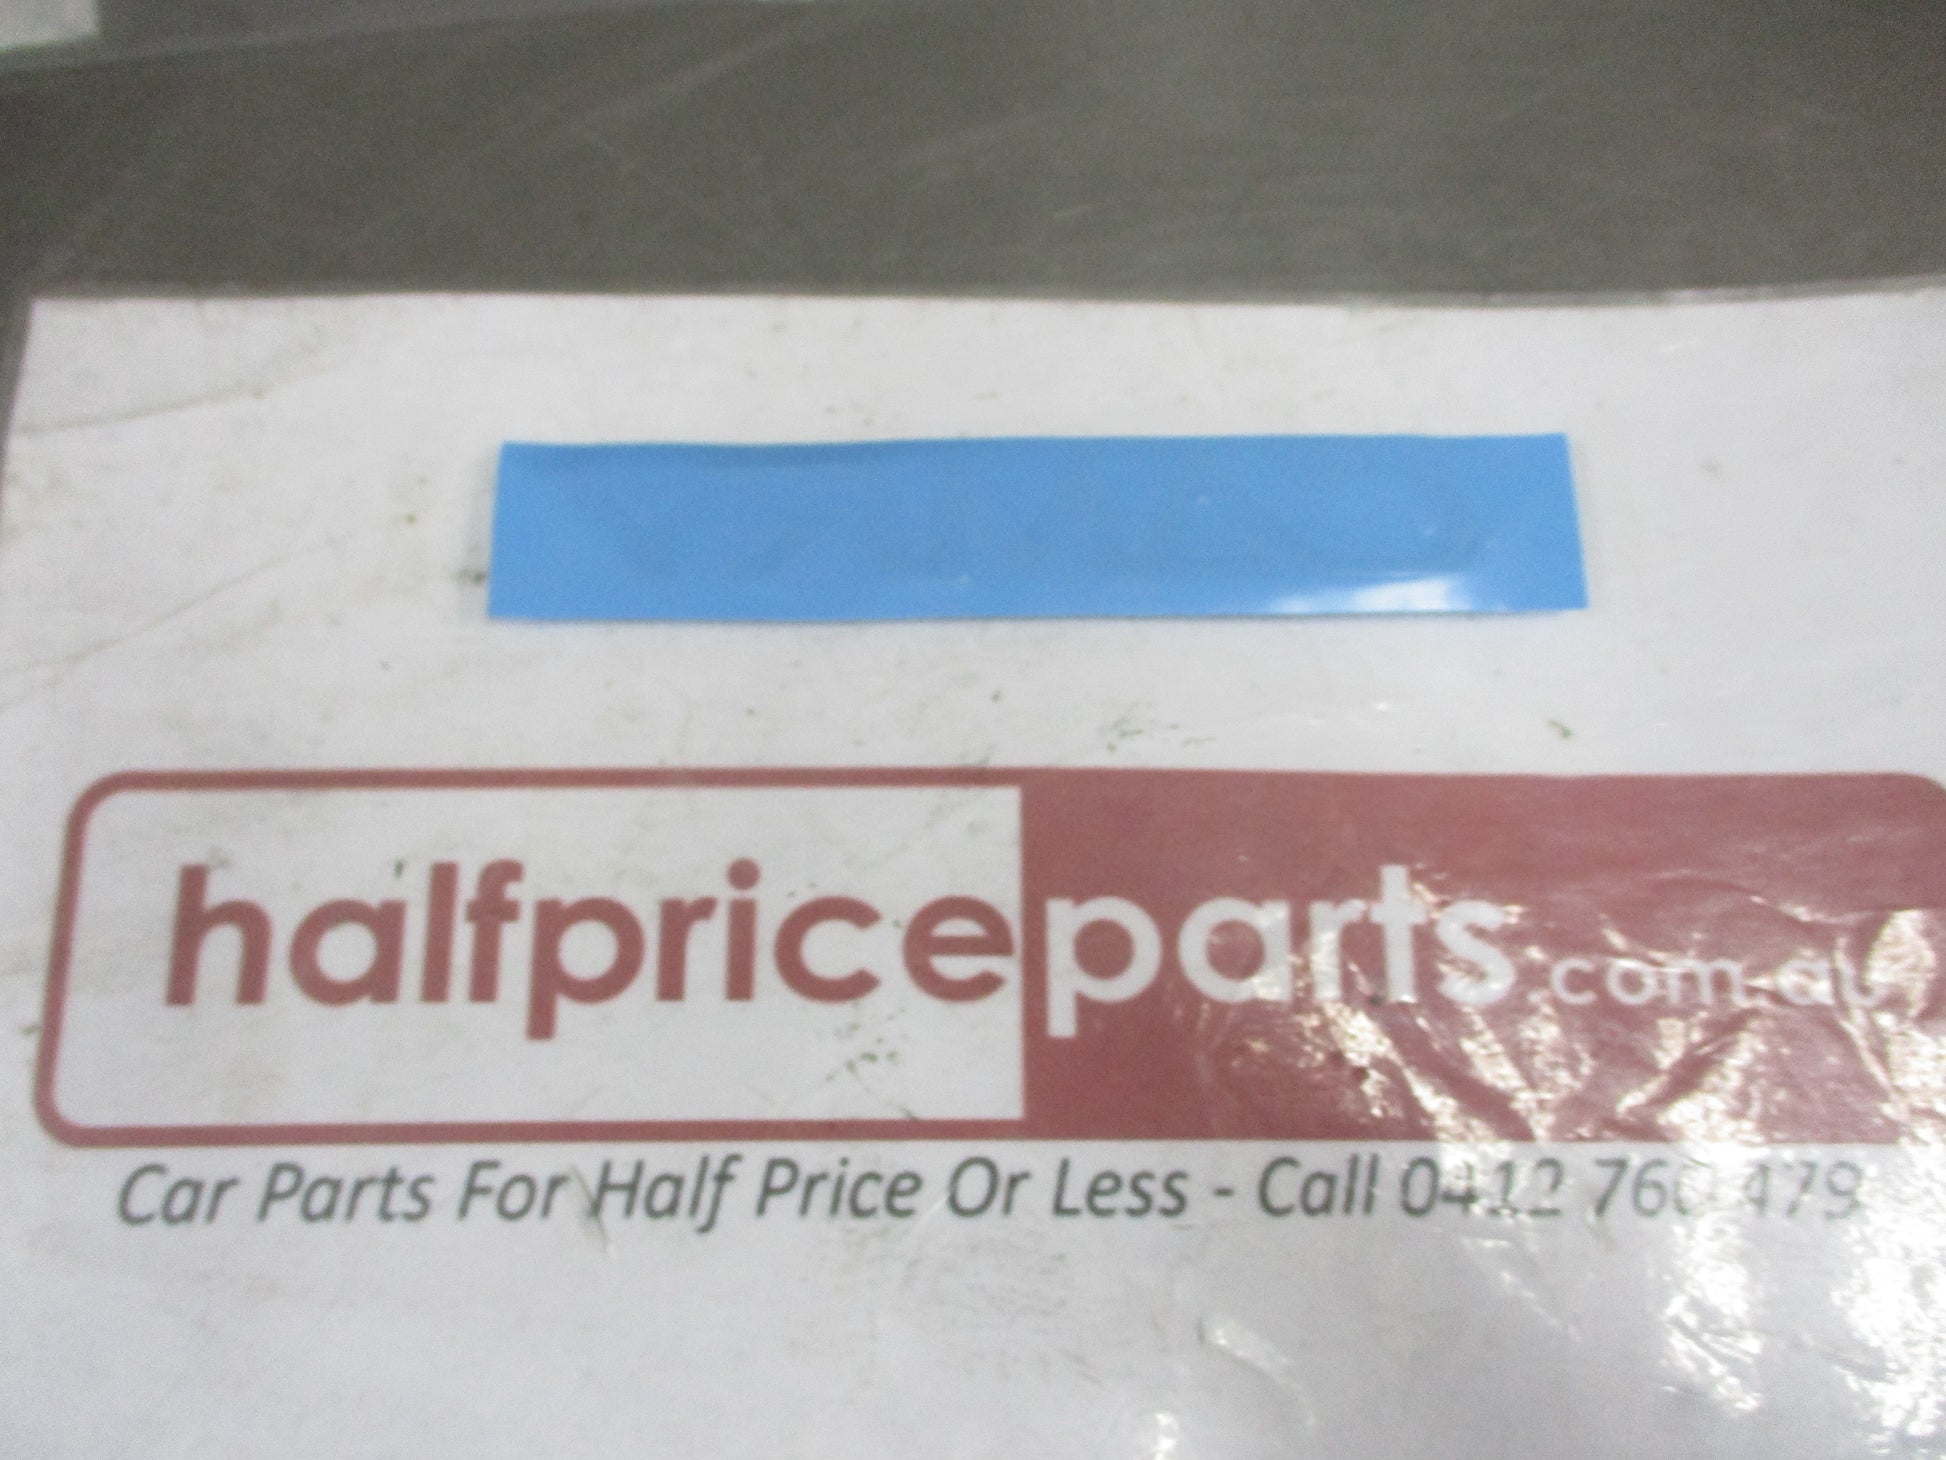 halfpriceparts.com.au
Car Parts For Half Price Or Less - Call 0412 760 479